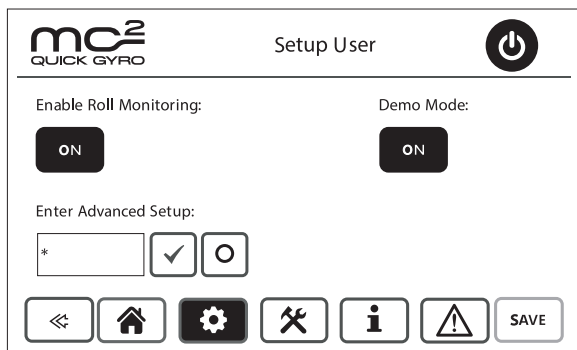 MC² Setup User
QUICK GYRO
Enable Roll Monitoring: Demo Mode:
ON ON
Enter Advanced Setup:
*
SAVE